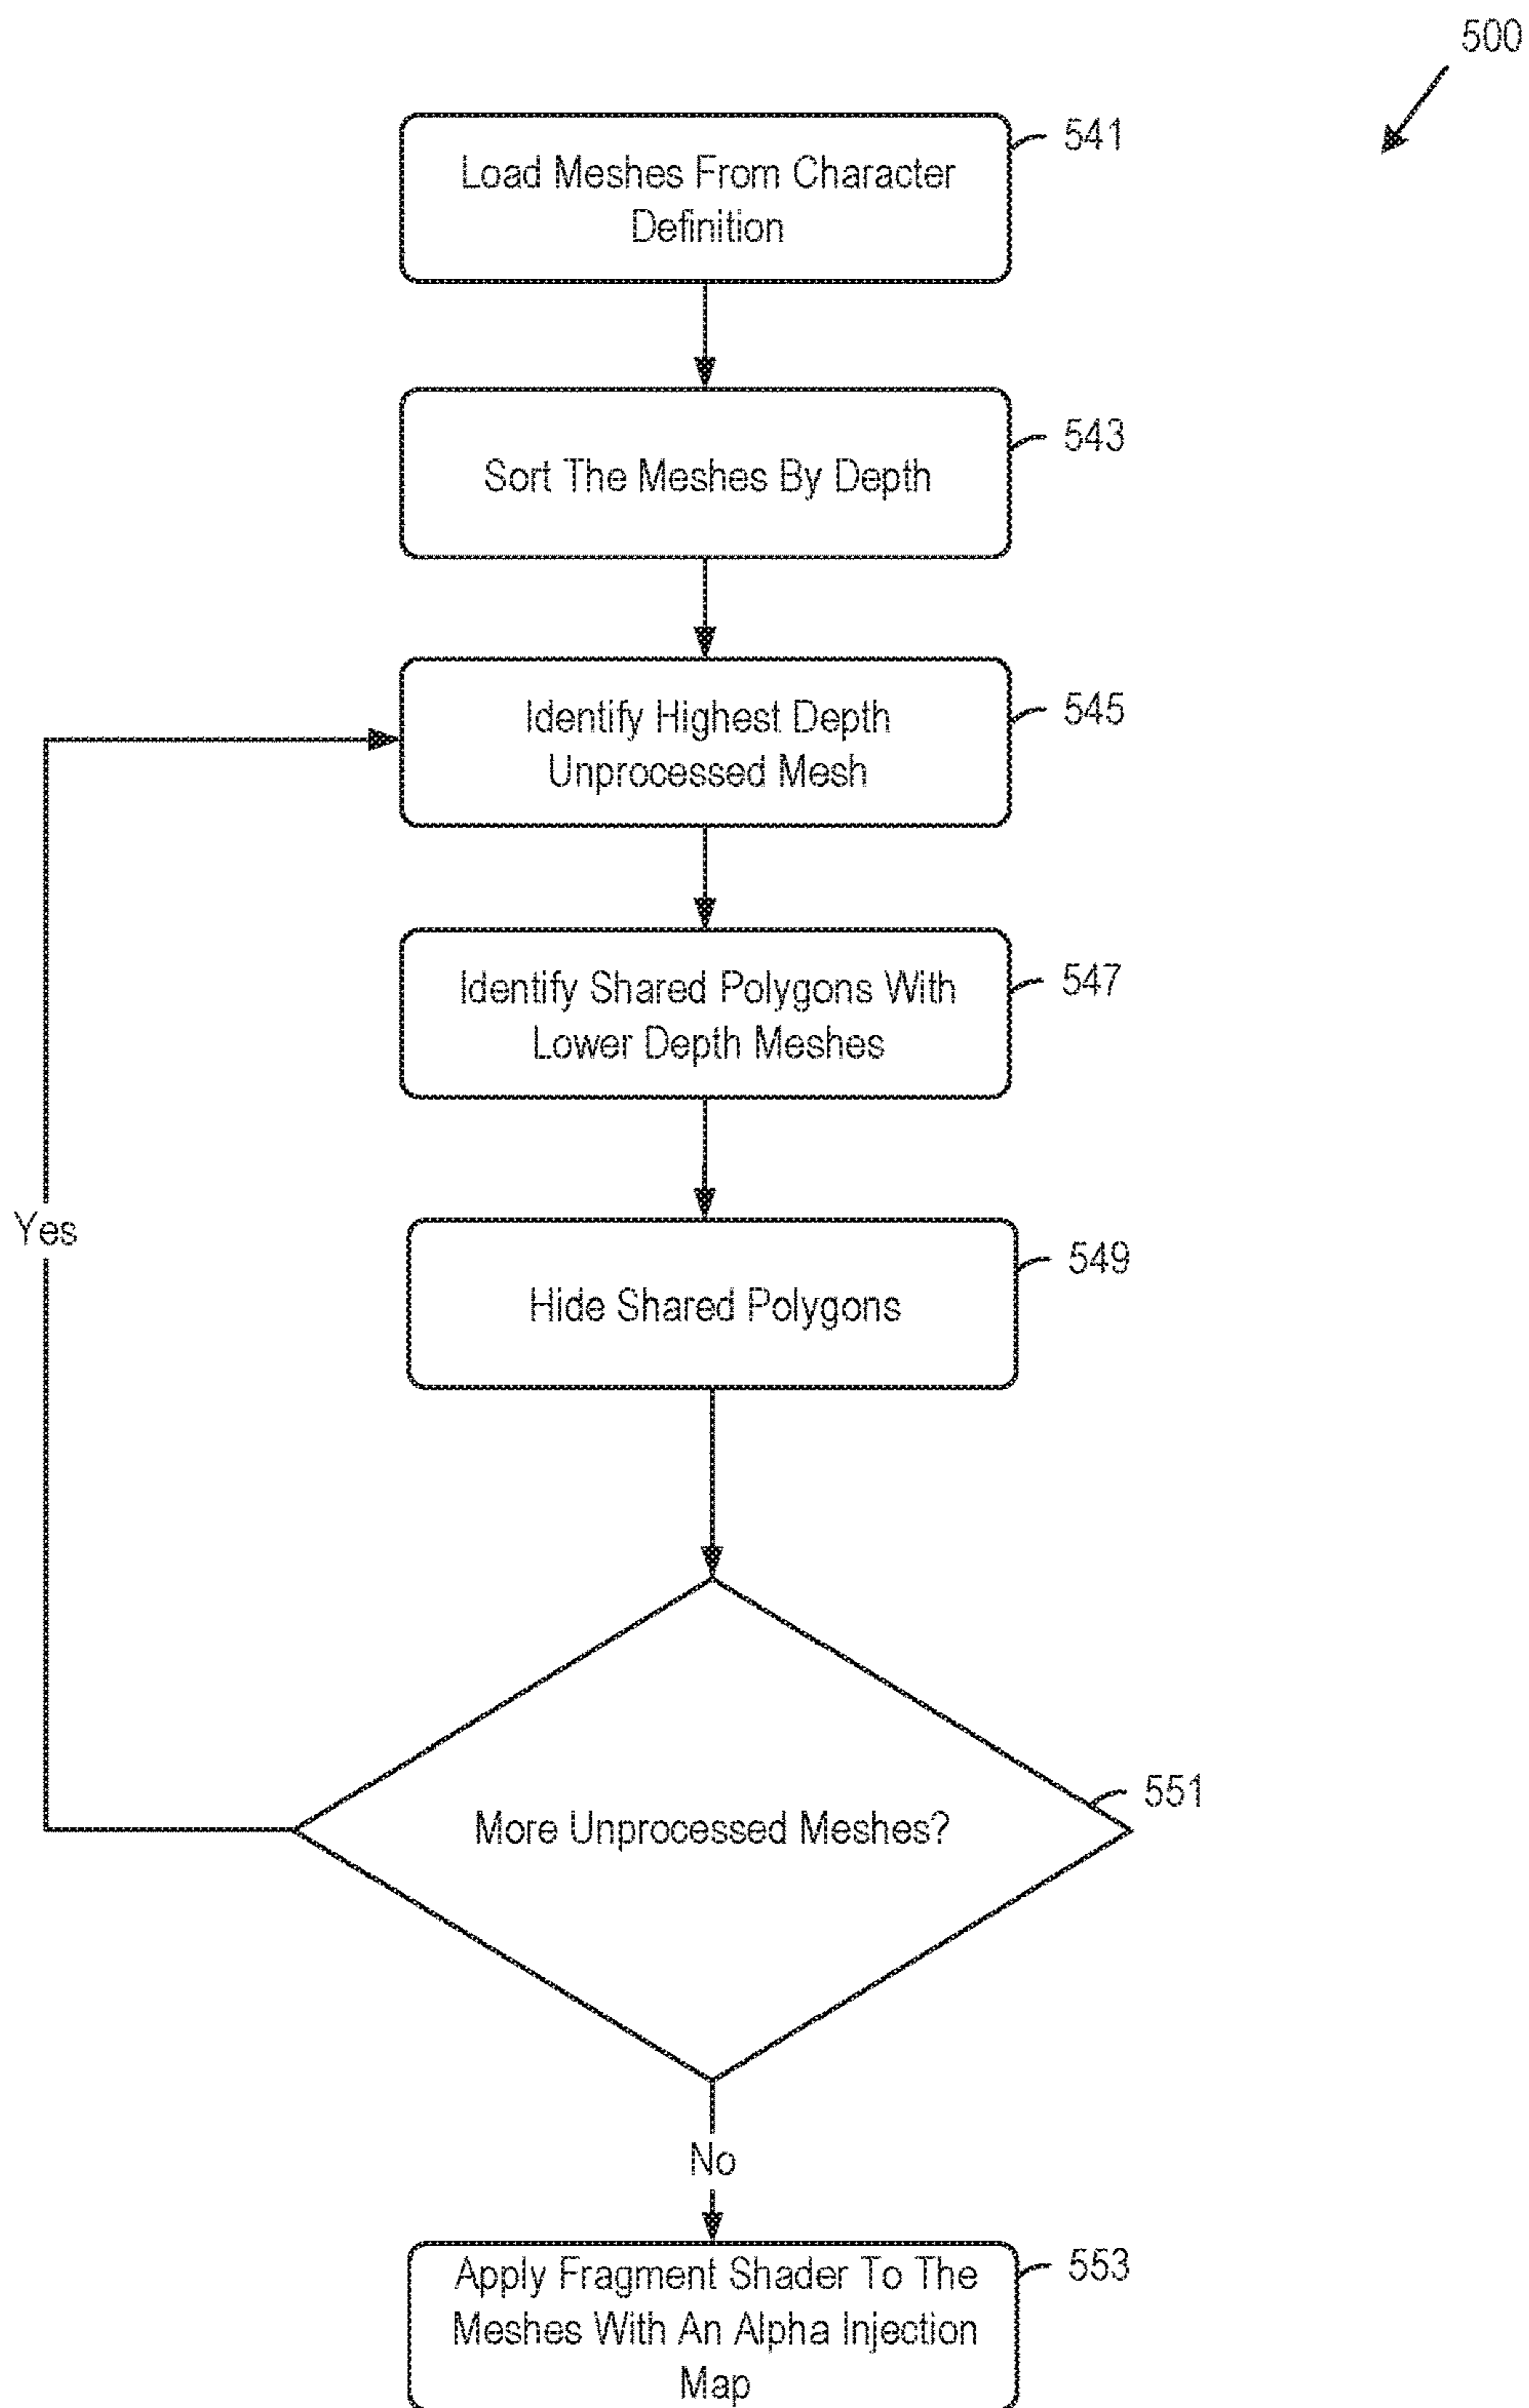 500
541
Load Meshes From Character
Definition
543
Sort The Meshes By Depth
545
Identify Highest Depth
Unprocessed Mesh
547
Identify Shared Polygons With
Lower Depth Meshes
Yes
549
Hide Shared Polygons
551
More Unprocessed Meshes?
No
553
Apply Fragment Shader To The
Meshes With An Alpha Injection
Map